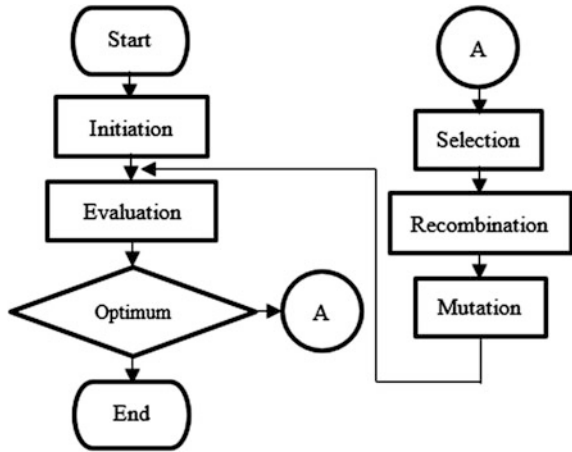 Start
Initiation
Evaluation
Optimum
A
End
A
Selection
Recombination
Mutation